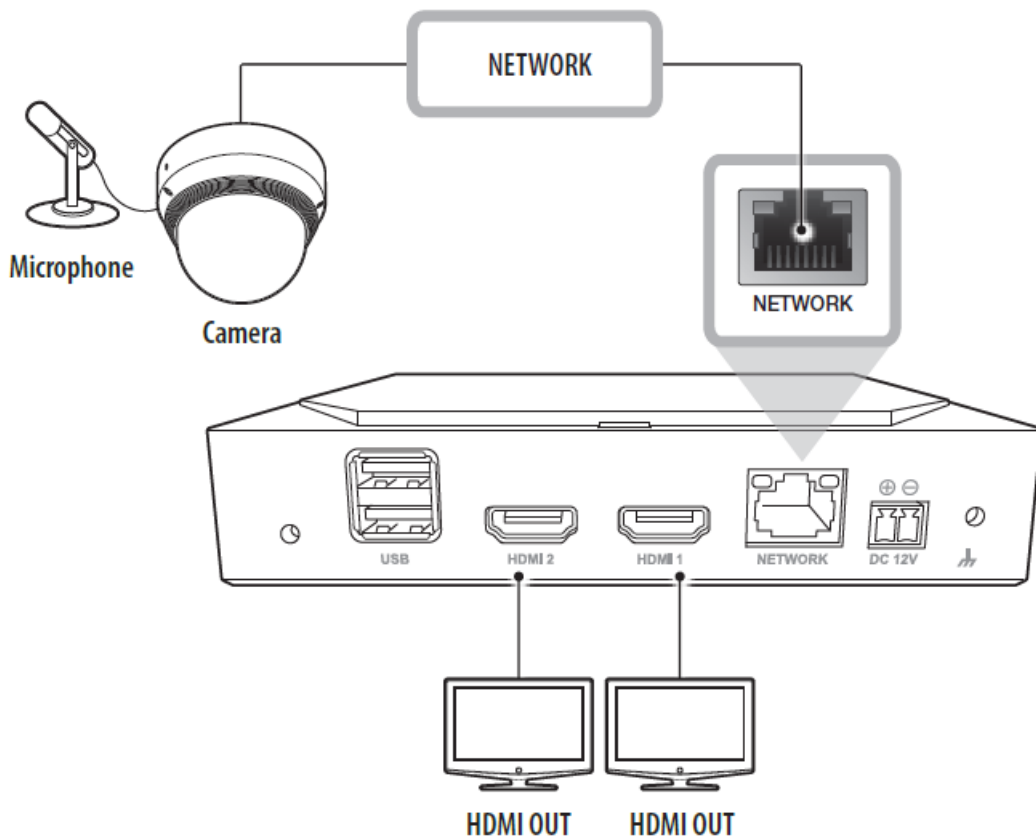 NETWORK
Microphone
Camera
NETWORK
USB
HDMI 2
HDMI 1
NETWORK
DC 12V
HDMI OUT
HDMI OUT